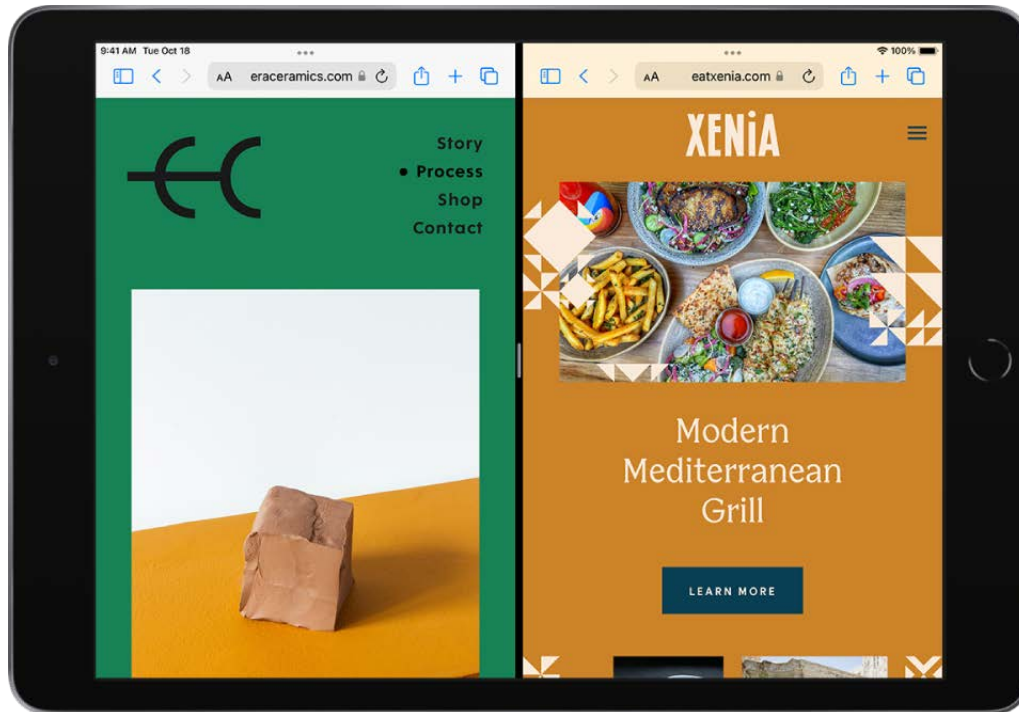 9:41 AM Tue Oct 18
AA eraceramics.com
Story
Process
Shop
Contact
100%
AA eatxenia.com
XENiA
Modern
Mediterranean
Grill
LEARN MORE